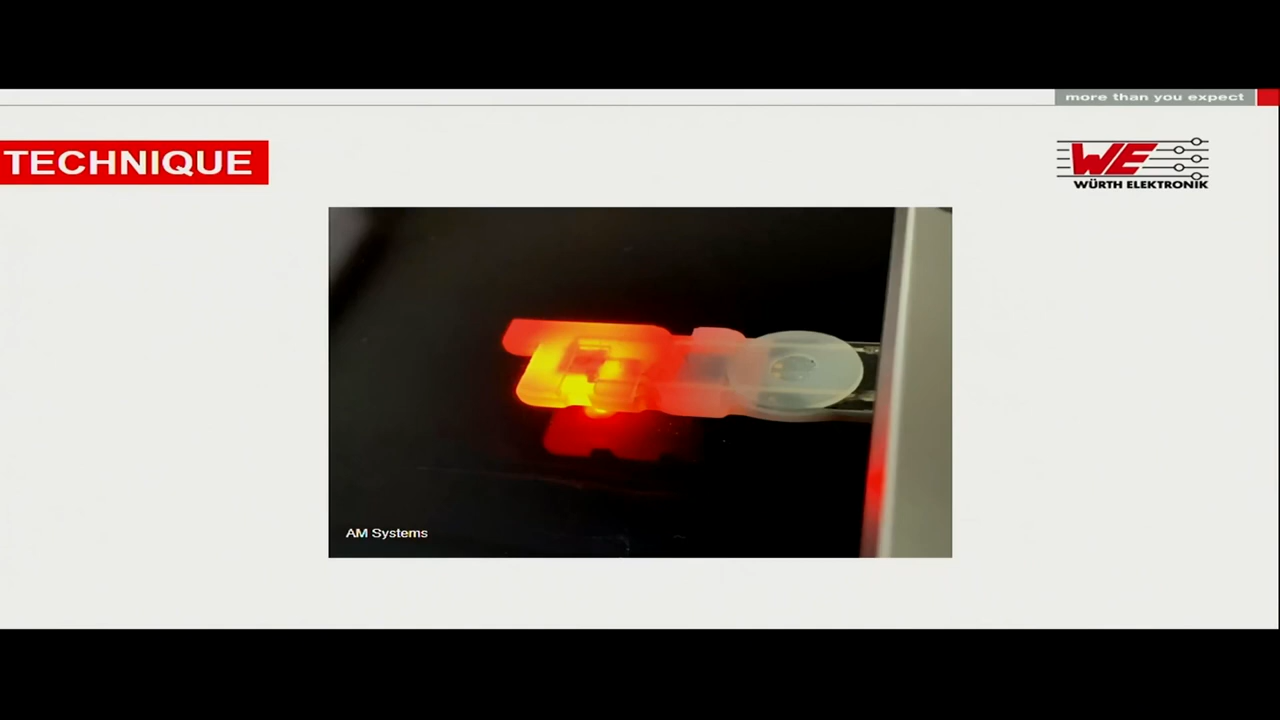 more than you expect
TECHNIQUE
WE
WÜRTH ELEKTRONIK
AM Systems